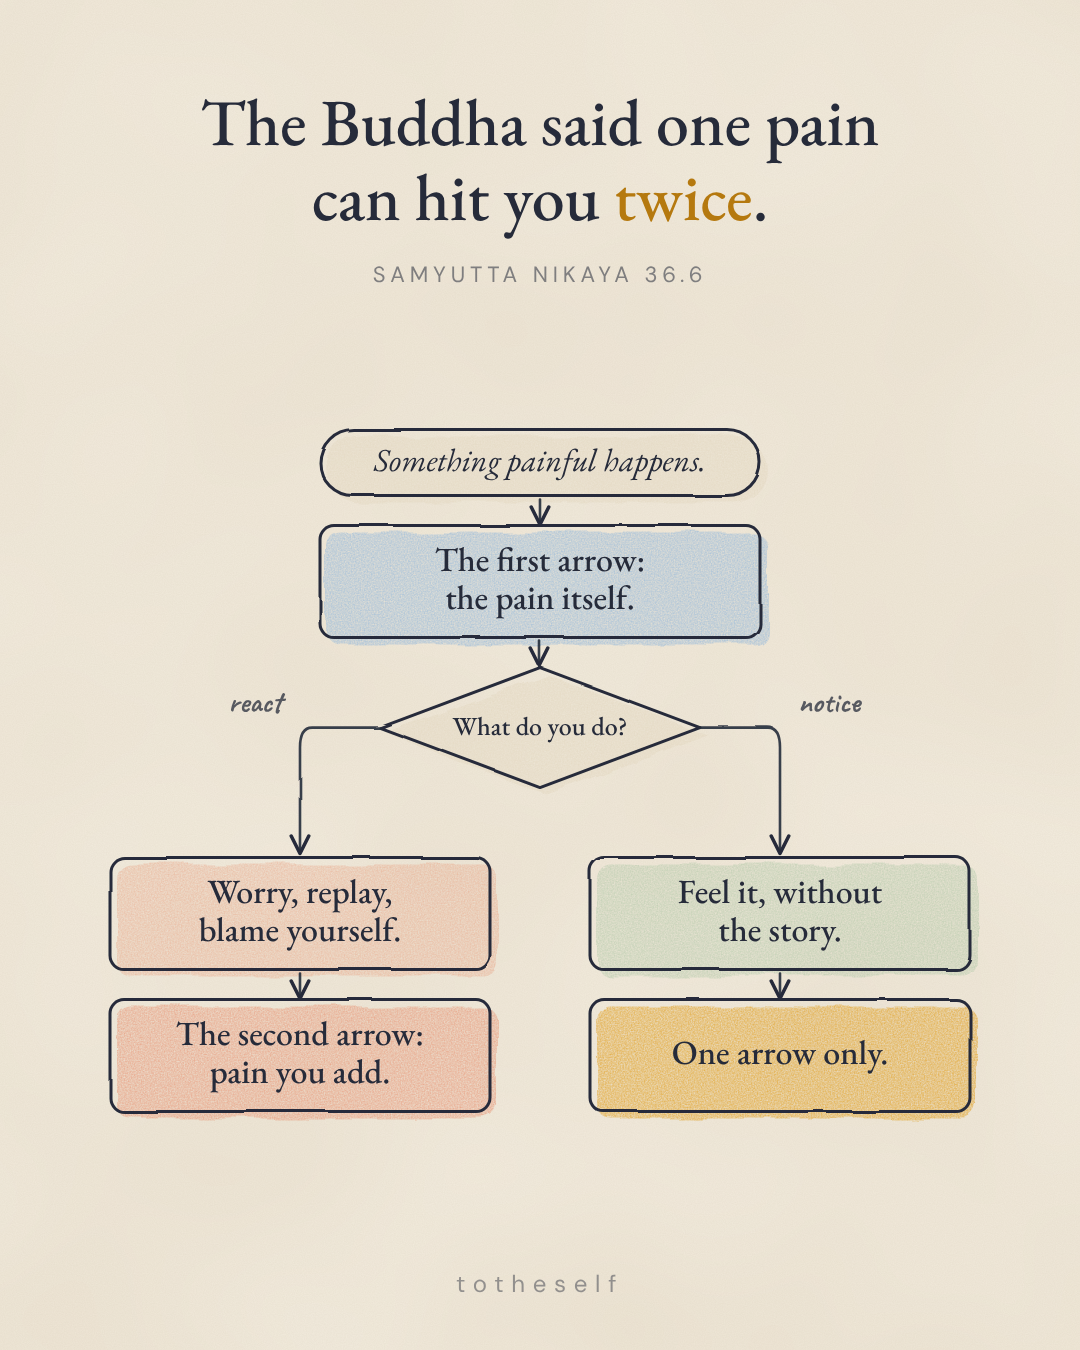 The Buddha said one pain
can hit you twice.
SAMYUTTA NIKAYA 36.6
Something painful happens.
The first arrow:
the pain itself.
What do you do?
react
notice
Worry, replay,
blame yourself.
The second arrow:
pain you add.
Feel it, without
the story.
One arrow only.
totheself